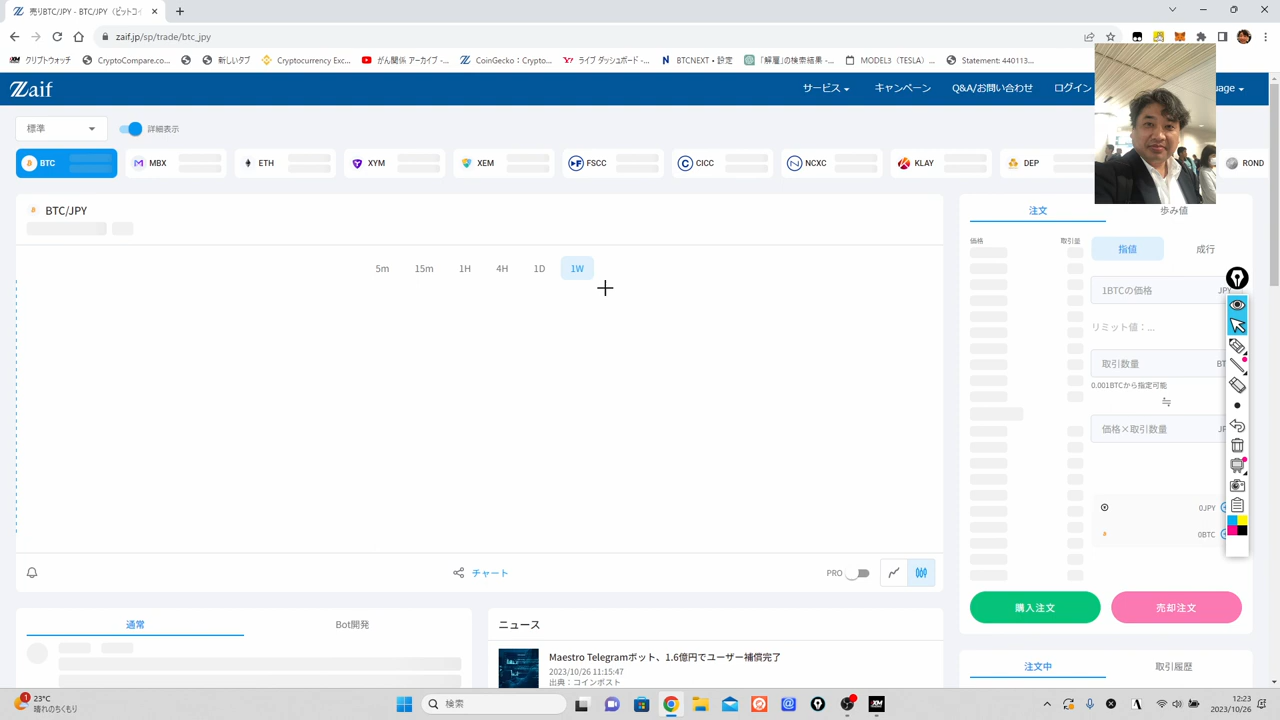 売りBTC/JPY - BTC/JPY（ビットコイ
zaif.jp/sp/trade/btc_jpy
クリプトウォッチ
CryptoCompare.co...
新しいタブ
Cryptocurrency Exc...
がん関係 アーカイブ -...
CoinGecko：Crypto...
ライブ ダッシュボード -...
BTCNEXT • 設定
「解雇」の検索結果 -...
MODEL3（TESLA）...
Statement: 440113...
Zaif
サービス
キャンペーン
Q&A/お問い合わせ
ログイン
uage
標準
詳細表示
BTC
MBX
ETH
XYM
XEM
FSCC
CICC
NCXC
KLAY
DEP
ROND
BTC/JPY
5m
15m
1H
4H
1D
1W
チャート
PRO
注文
歩み値
価格
取引量
指値
成行
1BTCの価格
JPY
リミット値：...
取引数量
BT
0.001BTCから指定可能
価格×取引数量
JP
0JPY
0BTC
購入注文
売却注文
通常
Bot開発
ニュース
Maestro Telegramボット、1.6億円でユーザー補償完了
2023/10/26 11:15:47
出典：コインポスト
注文中
取引履歴
1
23°C
晴れのちくもり
検索
A
12:23
2023/10/26